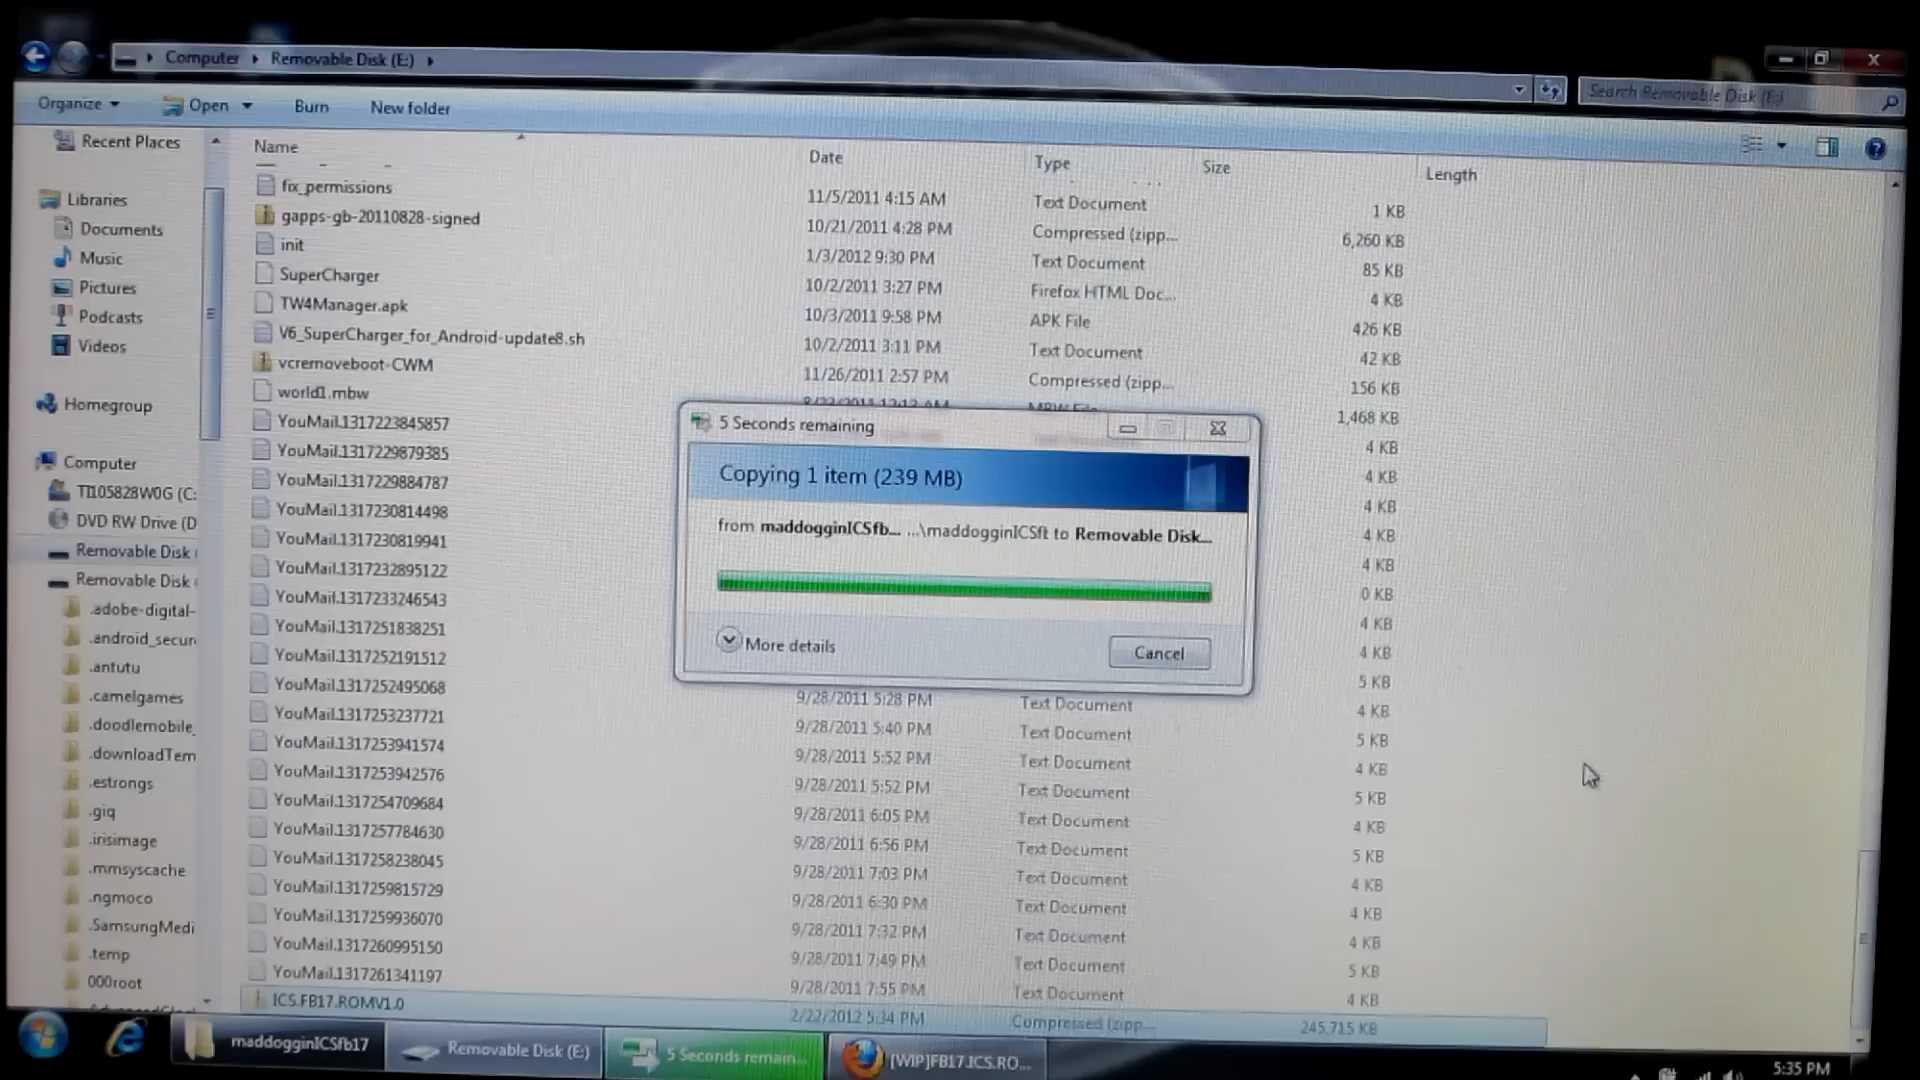 Computer ▸ Removable Disk (E:) ▸
Search Removable Disk (E:)
Organize Open Burn New folder
Recent Places
Libraries
Documents
Music
Pictures
Podcasts
Videos
Homegroup
Computer
TI105828W0G (C:
DVD RW Drive (D
Removable Disk
Removable Disk
.adobe-digital-
.android_secur
.antutu
.camelgames
.doodlemobile_
.downloadTem
.estrongs
.giq
.irisimage
.mmsyscache
.ngmoco
.SamsungMedi
.temp
000root
Name Date Type Size Length
fix_permissions 11/5/2011 4:15 AM Text Document 1 KB
gapps-gb-20110828-signed 10/21/2011 4:28 PM Compressed (zipp... 6,260 KB
init 1/3/2012 9:30 PM Text Document 85 KB
SuperCharger 10/2/2011 3:27 PM Firefox HTML Doc... 4 KB
TW4Manager.apk 10/3/2011 9:58 PM APK File 426 KB
V6_SuperCharger_for_Android-update8.sh 10/2/2011 3:11 PM Text Document 42 KB
vcremoveboot-CWM 11/26/2011 2:57 PM Compressed (zipp... 156 KB
world1.mbw 1,468 KB
YouMail.1317223845857 4 KB
YouMail.1317229879385 4 KB
YouMail.1317229884787 4 KB
YouMail.1317230814498 4 KB
YouMail.1317230819941 4 KB
YouMail.1317232895122 0 KB
YouMail.1317233246543 4 KB
YouMail.1317251838251 4 KB
YouMail.1317252191512 5 KB
YouMail.1317252495068 9/28/2011 5:28 PM Text Document 4 KB
YouMail.1317253237721 9/28/2011 5:40 PM Text Document 5 KB
YouMail.1317253941574 9/28/2011 5:52 PM Text Document 4 KB
YouMail.1317253942576 9/28/2011 5:52 PM Text Document 5 KB
YouMail.1317254709684 9/28/2011 6:05 PM Text Document 4 KB
YouMail.1317257784630 9/28/2011 6:56 PM Text Document 5 KB
YouMail.1317258238045 9/28/2011 7:03 PM Text Document 4 KB
YouMail.1317259815729 9/28/2011 6:30 PM Text Document 4 KB
YouMail.1317259936070 9/28/2011 7:32 PM Text Document 4 KB
YouMail.1317260995150 9/28/2011 7:49 PM Text Document 5 KB
YouMail.1317261341197 9/28/2011 7:55 PM Text Document 4 KB
ICS.FB17.ROMV1.0 2/22/2012 5:34 PM Compressed (zipp... 245,715 KB
5 Seconds remaining
Copying 1 item (239 MB)
from maddogginICSfb... ...\maddogginICSft to Removable Disk...
More details
Cancel
maddogginICSfb17 Removable Disk (E:) 5 Seconds remain... [WIP]FB17.ICS.RO...
5:35 PM